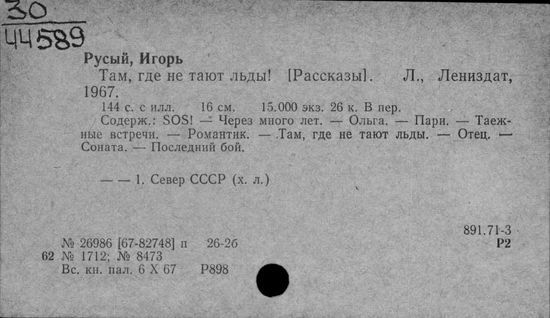 30
44589
Русый, Игорь
Там, где не тают льды! [Рассказы]. Л., Лениздат,
1967.
144 с. с илл. 16 см. 15.000 экз. 26 к. В пер.
Содерж.: SOS! — Через много лет. — Ольга. — Пари. — Таеж-
ные встречи. — Романтик. — Там, где не тают льды. — Отец. —
Соната. — Последний бой.
— — 1. Север СССР (х. л.)
891.71-3
№ 26986 [67-82748] п 26-2б Р2
62 № 1712; № 8473
Вс. кн. пал. 6 X 67 Р898